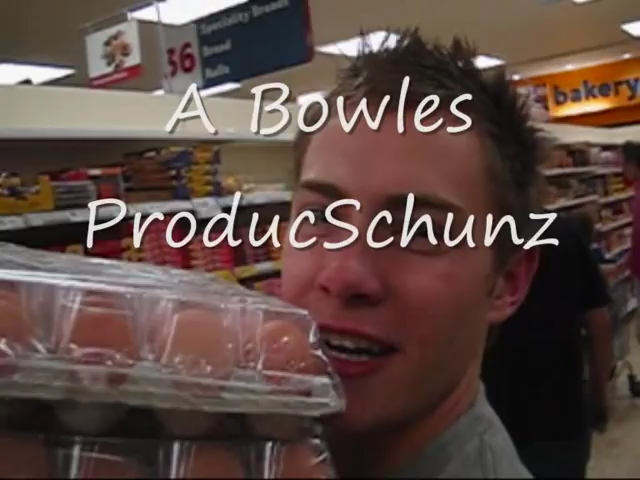 Speciality Breads
36
Bread
Rolls
bakery
A Bowles
ProducSchunz